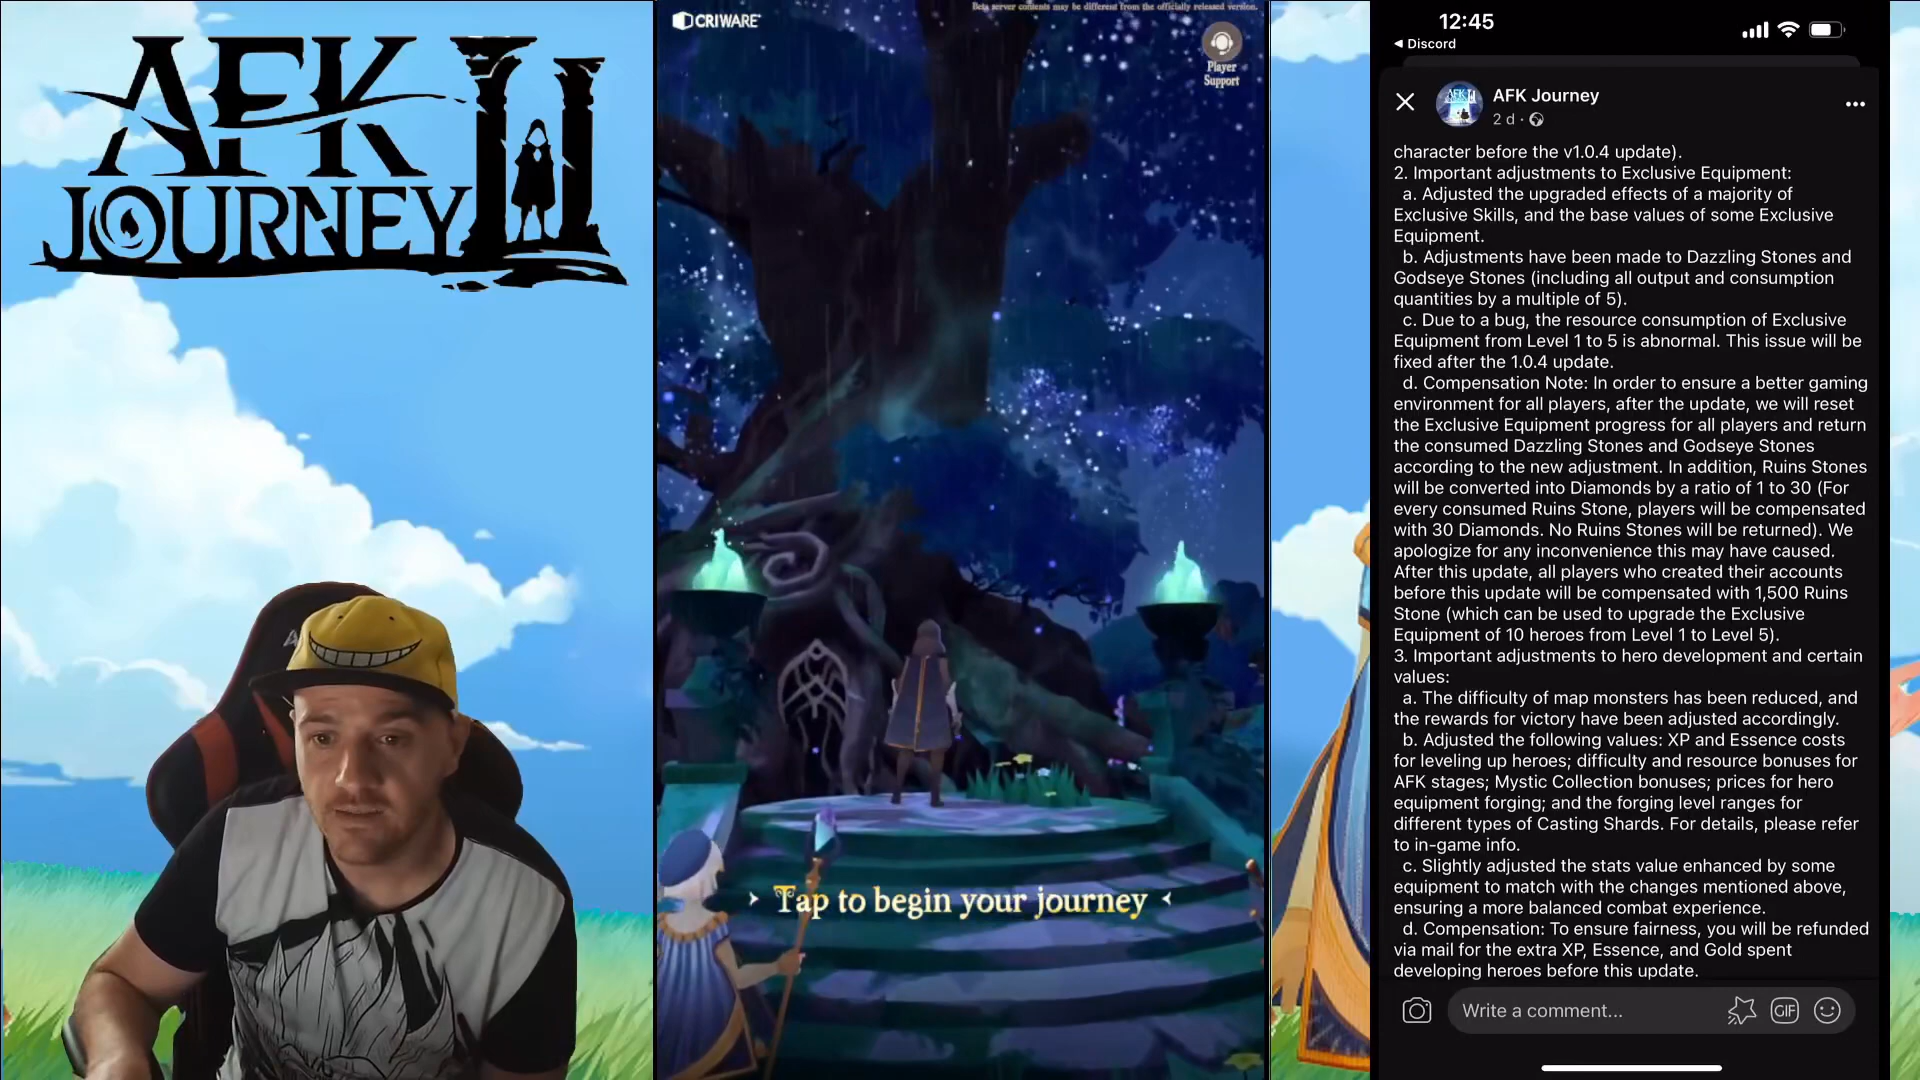 AFK
JOURNEY
CRIWARE
Beta server contents may be different from the officially released version.
Player
Support
Tap to begin your journey
12:45
Discord
AFK Journey
2 d ·
character before the v1.0.4 update).
2. Important adjustments to Exclusive Equipment:
a. Adjusted the upgraded effects of a majority of
Exclusive Skills, and the base values of some Exclusive
Equipment.
b. Adjustments have been made to Dazzling Stones and
Godseye Stones (including all output and consumption
quantities by a multiple of 5).
c. Due to a bug, the resource consumption of Exclusive
Equipment from Level 1 to 5 is abnormal. This issue will be
fixed after the 1.0.4 update.
d. Compensation Note: In order to ensure a better gaming
environment for all players, after the update, we will reset
the Exclusive Equipment progress for all players and return
the consumed Dazzling Stones and Godseye Stones
according to the new adjustment. In addition, Ruins Stones
will be converted into Diamonds by a ratio of 1 to 30 (For
every consumed Ruins Stone, players will be compensated
with 30 Diamonds. No Ruins Stones will be returned). We
apologize for any inconvenience this may have caused.
After this update, all players who created their accounts
before this update will be compensated with 1,500 Ruins
Stone (which can be used to upgrade the Exclusive
Equipment of 10 heroes from Level 1 to Level 5).
3. Important adjustments to hero development and certain
values:
a. The difficulty of map monsters has been reduced, and
the rewards for victory have been adjusted accordingly.
b. Adjusted the following values: XP and Essence costs
for leveling up heroes; difficulty and resource bonuses for
AFK stages; Mystic Collection bonuses; prices for hero
equipment forging; and the forging level ranges for
different types of Casting Shards. For details, please refer
to in-game info.
c. Slightly adjusted the stats value enhanced by some
equipment to match with the changes mentioned above,
ensuring a more balanced combat experience.
d. Compensation: To ensure fairness, you will be refunded
via mail for the extra XP, Essence, and Gold spent
developing heroes before this update.
Write a comment...
GIF